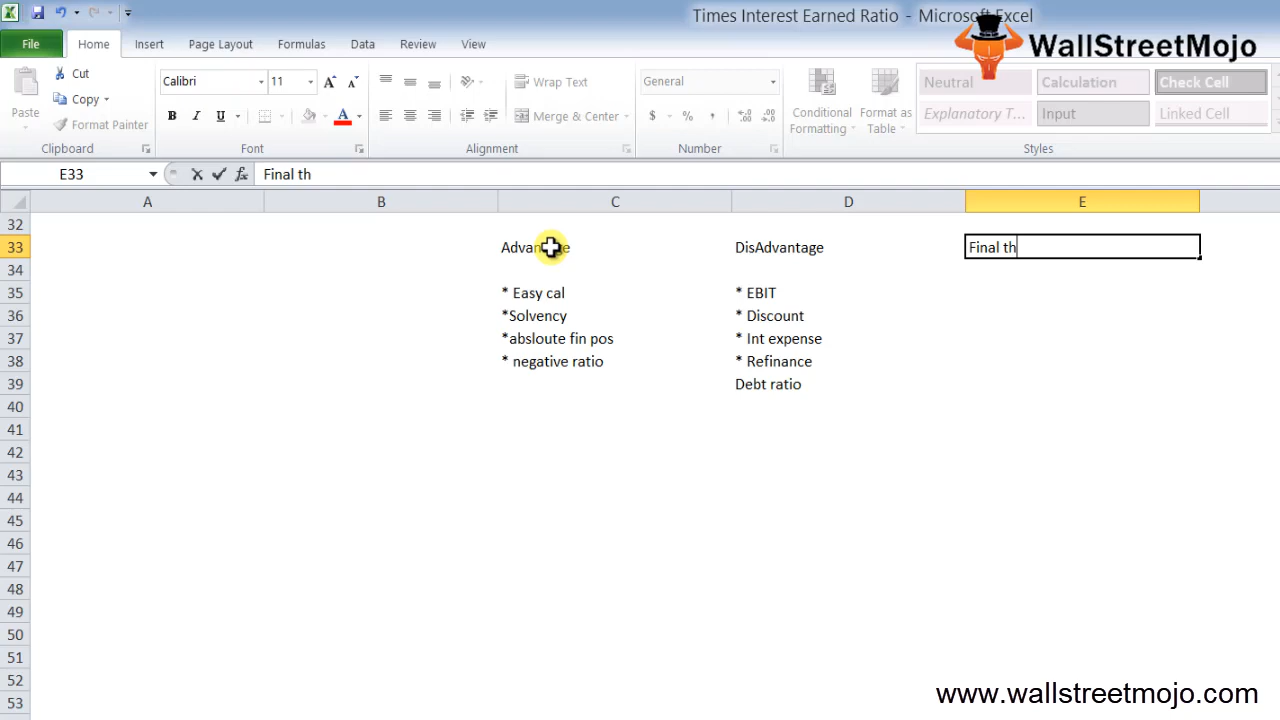 Times Interest Earned Ratio - Microsoft Excel
WallStreetMojo
File Home Insert Page Layout Formulas Data Review View
Paste
Cut
Copy
Format Painter
Clipboard
Calibri 11 A A
B I U A
Font
Wrap Text
Merge & Center
Alignment
General
$ % ,
Number
Conditional Formatting
Format as Table
Neutral Calculation Check Cell
Explanatory T... Input Linked Cell
Styles
E33 fx Final th
A B C D E
32
33 Advan e DisAdvantage Final th
34
35 * Easy cal * EBIT
36 *Solvency * Discount
37 *absloute fin pos * Int expense
38 * negative ratio * Refinance
39 Debt ratio
40
41
42
43
44
45
46
47
48
49
50
51
52
53
www.wallstreetmojo.com